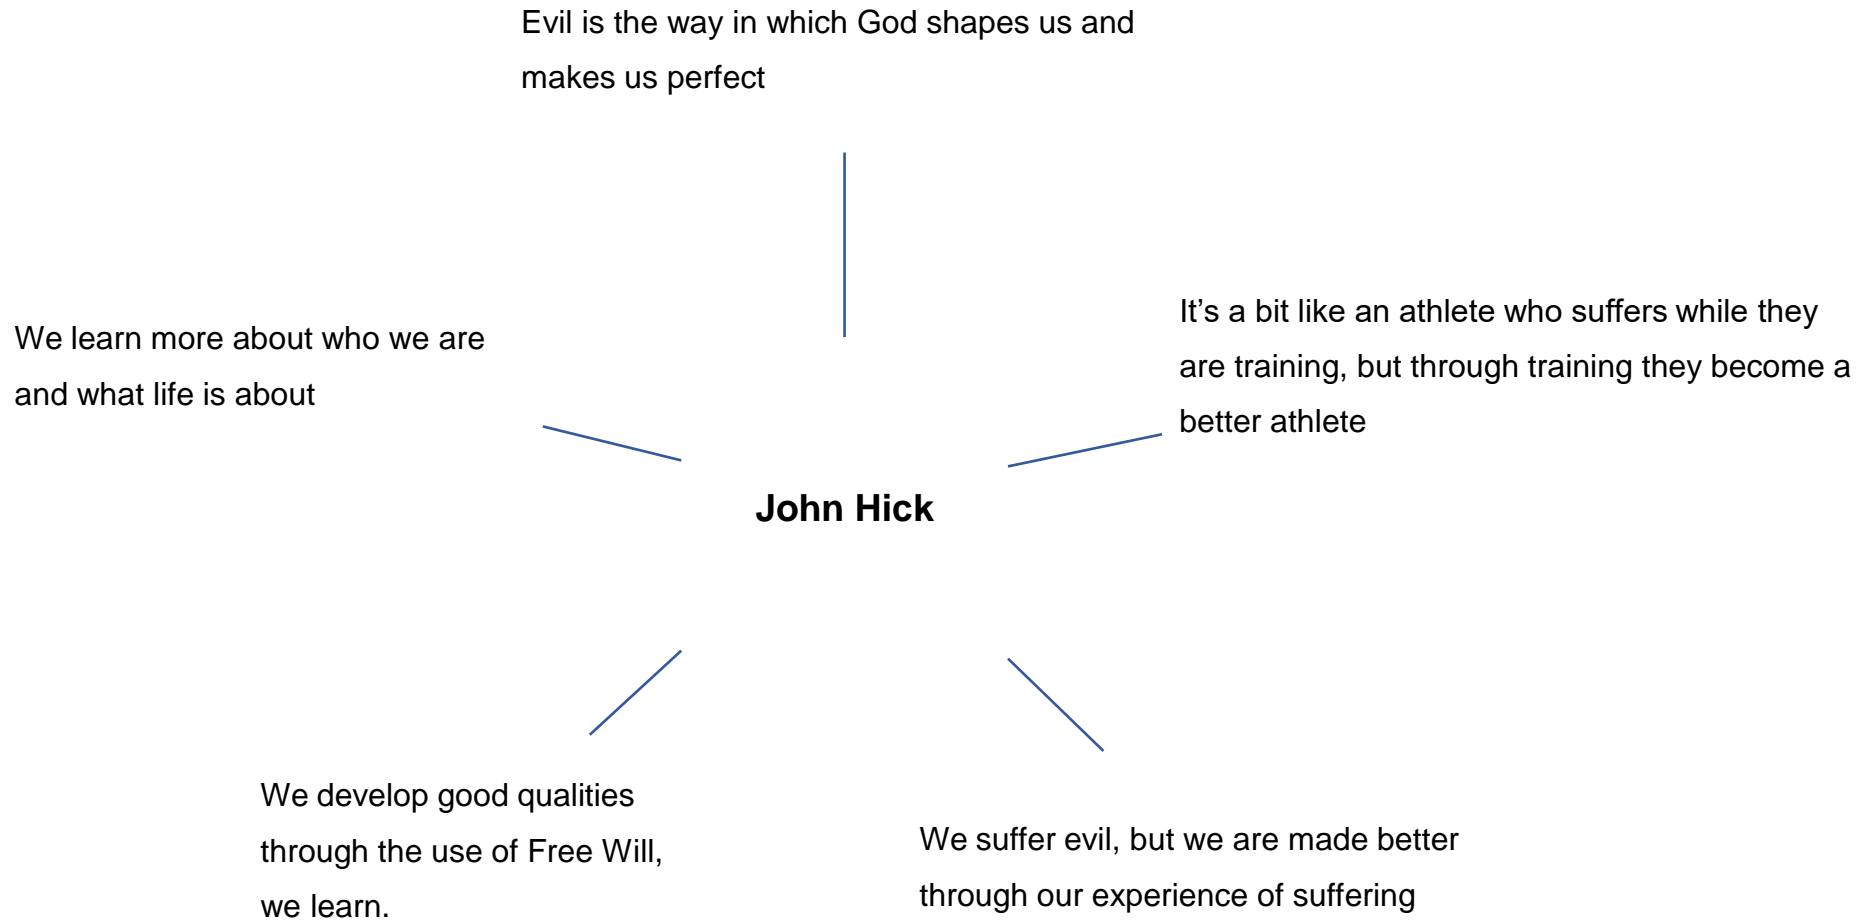 Evil is the way in which God shapes us and
makes us perfect
We learn more about who we are
and what life is about
It’s a bit like an athlete who suffers while they
are training, but through training they become a
better athlete
John Hick
We develop good qualities
through the use of Free Will,
we learn.
We suffer evil, but we are made better
through our experience of suffering